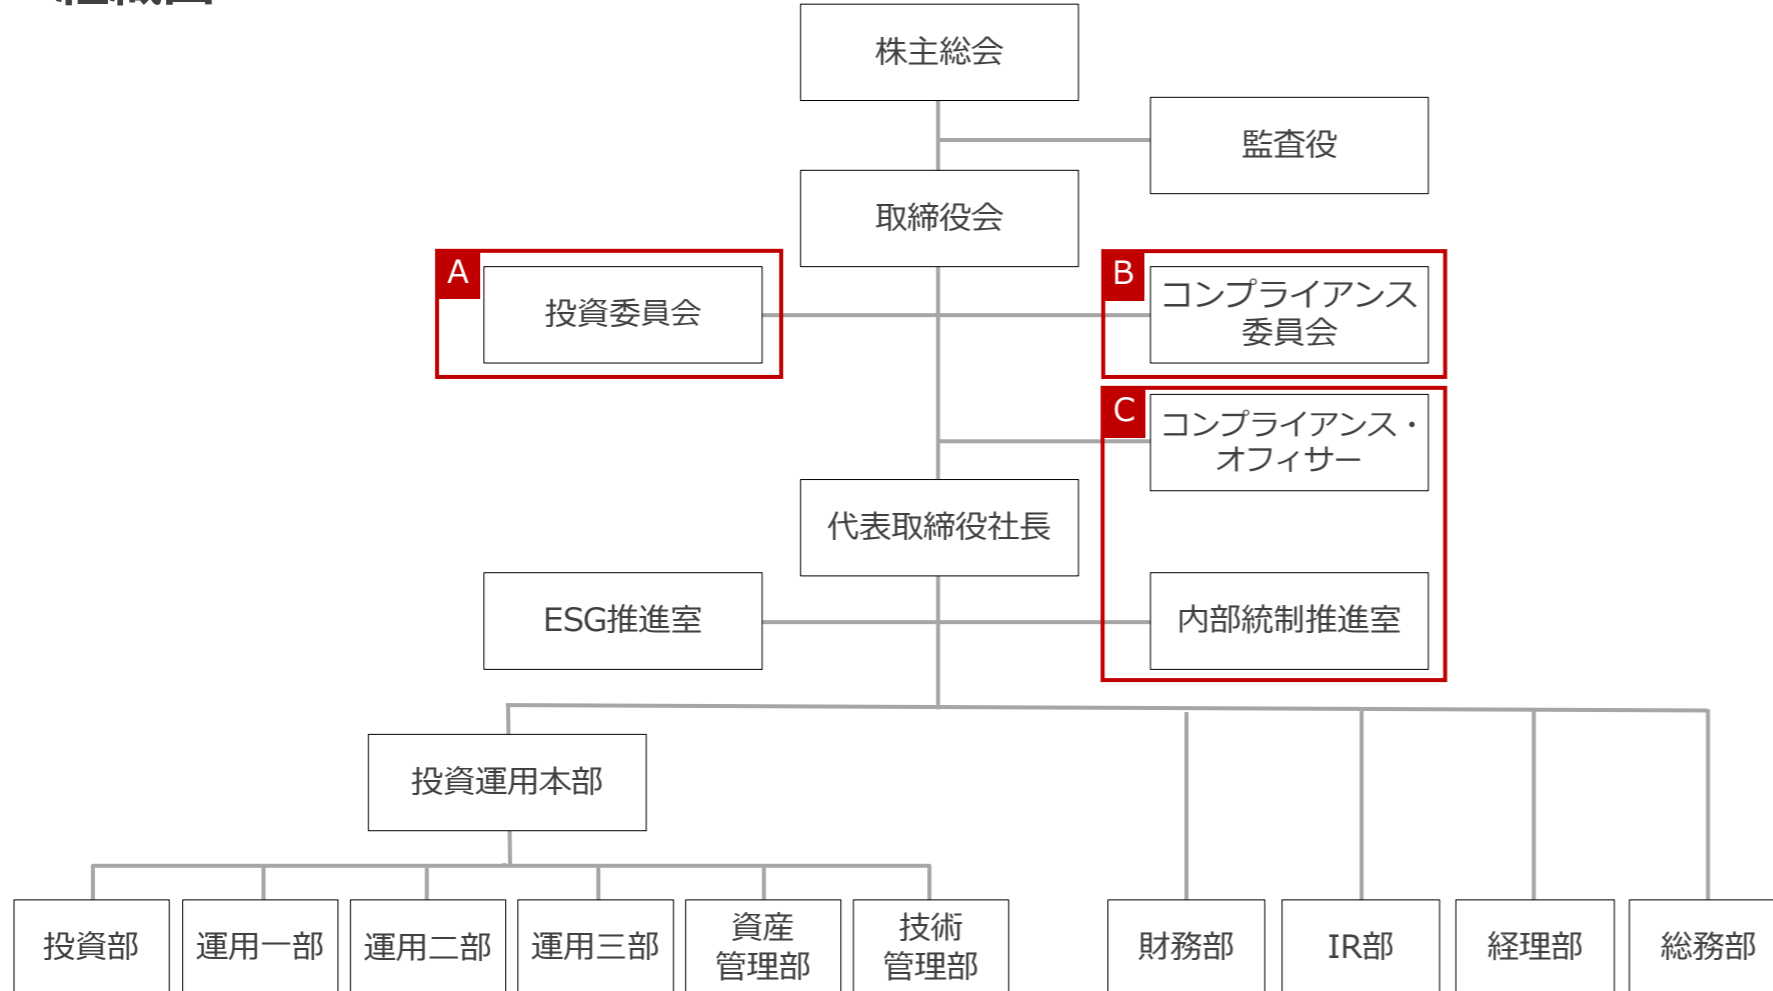 株主総会
監査役
取締役会
A
投資委員会
B
コンプライアンス
委員会
C
コンプライアンス・
オフィサー
代表取締役社長
ESG推進室
内部統制推進室
投資運用本部
投資部
運用一部
運用二部
運用三部
資産
管理部
技術
管理部
財務部
IR部
経理部
総務部